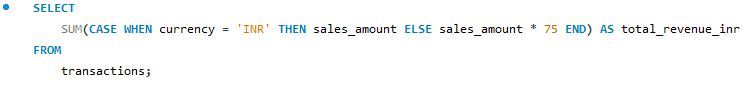 SELECT
SUM(CASE WHEN currency = 'INR' THEN sales_amount ELSE sales_amount * 75 END) AS total_revenue_inr
FROM
transactions;